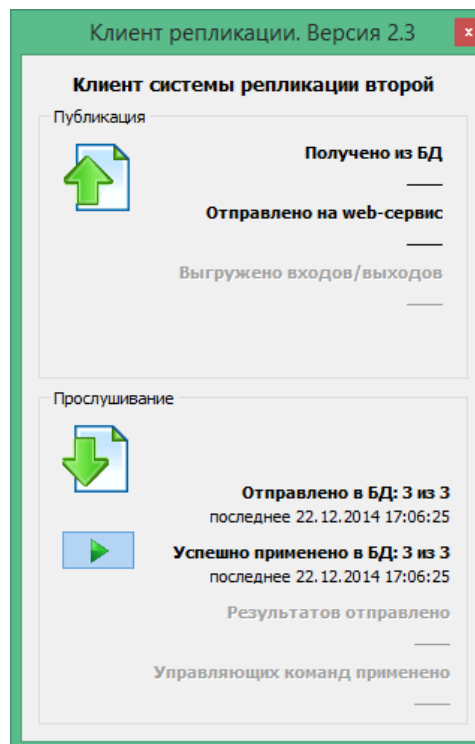 Клиент репликации. Версия 2.3
x
Клиент системы репликации второй
Публикация
Получено из БД
Отправлено на web-сервис
Выгружено входов/выходов
Прослушивание
Отправлено в БД: 3 из 3
последнее 22.12.2014 17:06:25
Успешно применено в БД: 3 из 3
последнее 22.12.2014 17:06:25
Результатов отправлено
Управляющих команд применено